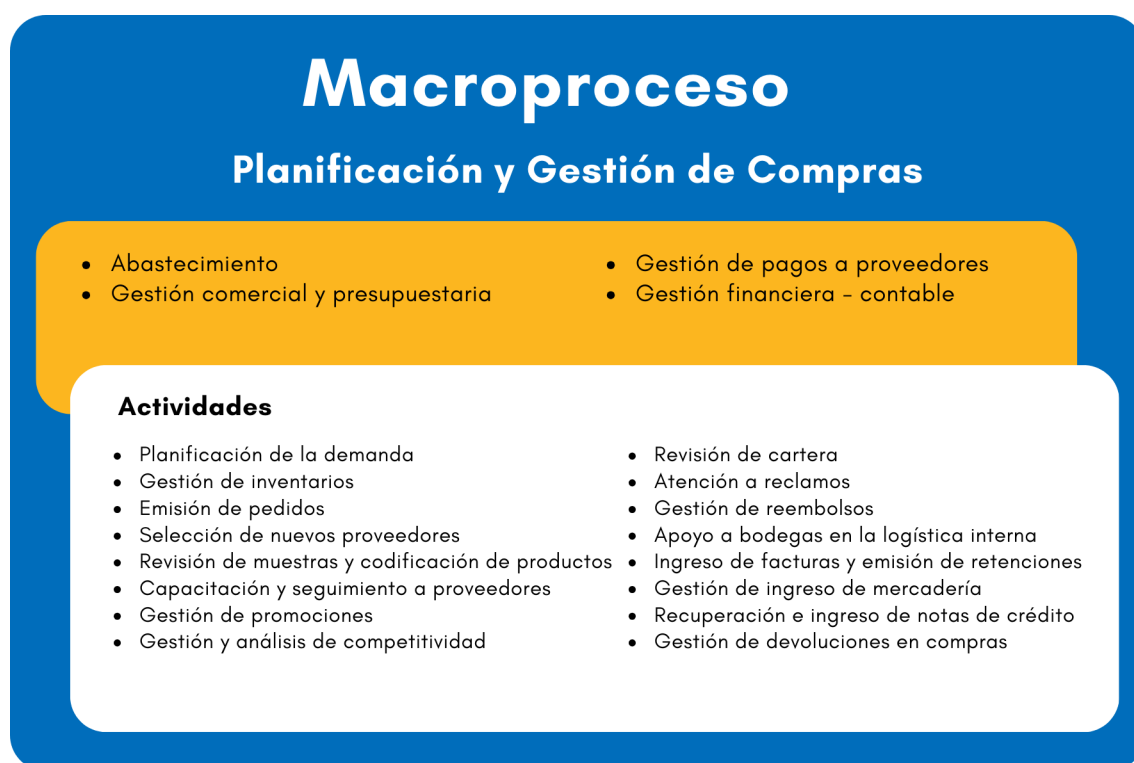 Macroproceso
Planificación y Gestión de Compras
• Abastecimiento
• Gestión comercial y presupuestaria
• Gestión de pagos a proveedores
• Gestión financiera - contable
Actividades
• Planificación de la demanda
• Gestión de inventarios
• Emisión de pedidos
• Selección de nuevos proveedores
• Revisión de muestras y codificación de productos
• Capacitación y seguimiento a proveedores
• Gestión de promociones
• Gestión y análisis de competitividad
• Revisión de cartera
• Atención a reclamos
• Gestión de reembolsos
• Apoyo a bodegas en la logística interna
• Ingreso de facturas y emisión de retenciones
• Gestión de ingreso de mercadería
• Recuperación e ingreso de notas de crédito
• Gestión de devoluciones en compras